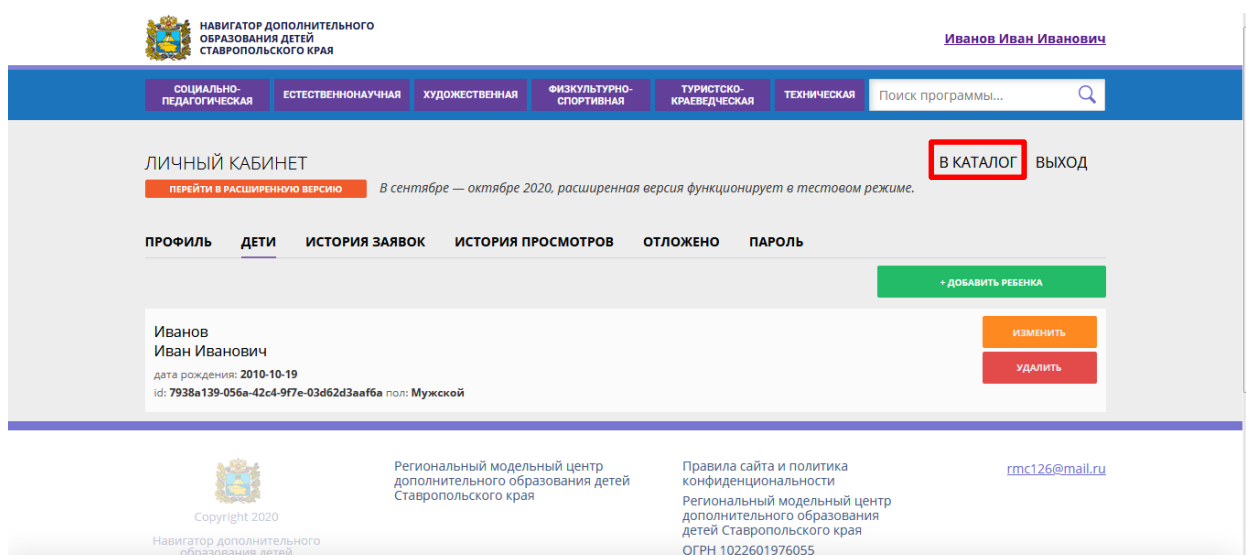 НАВИГАТОР ДОПОЛНИТЕЛЬНОГО
ОБРАЗОВАНИЯ ДЕТЕЙ
СТАВРОПОЛЬСКОГО КРАЯ
Иванов Иван Иванович
СОЦИАЛЬНО-
ПЕДАГОГИЧЕСКАЯ
ЕСТЕСТВЕННОНАУЧНАЯ
ХУДОЖЕСТВЕННАЯ
ФИЗКУЛЬТУРНО-
СПОРТИВНАЯ
ТУРИСТСКО-
КРАЕВЕДЧЕСКАЯ
ТЕХНИЧЕСКАЯ
Поиск программы...
ЛИЧНЫЙ КАБИНЕТ
В КАТАЛОГ ВЫХОД
ПЕРЕЙТИ В РАСШИРЕННУЮ ВЕРСИЮ
В сентябре — октябре 2020, расширенная версия функционирует в тестовом режиме.
ПРОФИЛЬ ДЕТИ ИСТОРИЯ ЗАЯВОК ИСТОРИЯ ПРОСМОТРОВ ОТЛОЖЕНО ПАРОЛЬ
+ ДОБАВИТЬ РЕБЕНКА
Иванов
Иван Иванович
дата рождения: 2010-10-19
id: 7938a139-056a-42c4-9f7e-03d62d3aaf6a пол: Мужской
ИЗМЕНИТЬ
УДАЛИТЬ
Copyright 2020
Навигатор дополнительного
образования детей
Региональный модельный центр
дополнительного образования детей
Ставропольского края
Правила сайта и политика
конфиденциональности
Региональный модельный центр
дополнительного образования
детей Ставропольского края
ОГРН 1022601976055
rmc126@mail.ru